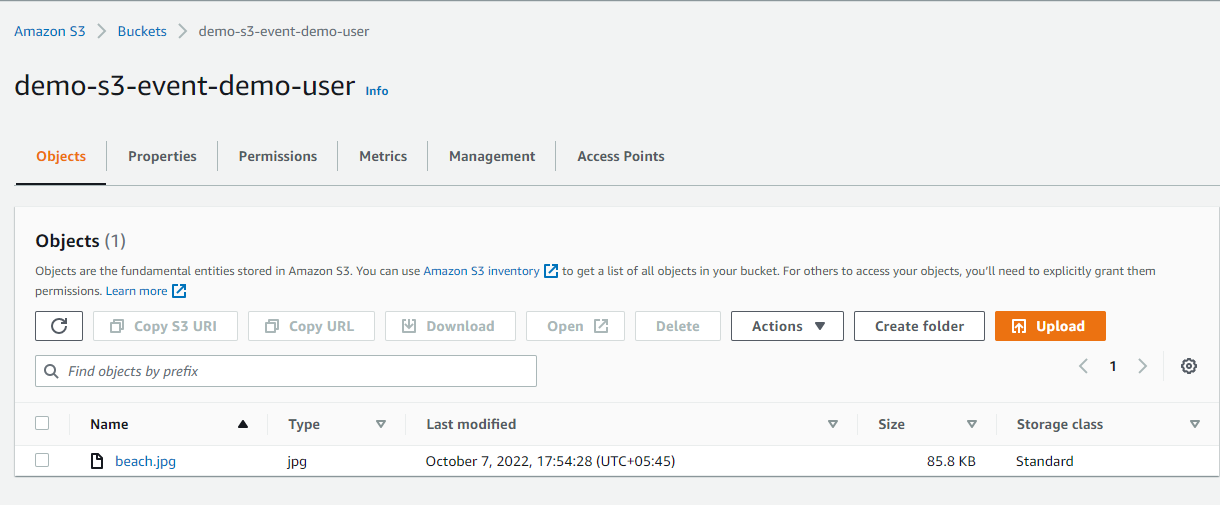 Amazon S3 > Buckets > demo-s3-event-demo-user
demo-s3-event-demo-user Info
Objects Properties Permissions Metrics Management Access Points
Objects (1)
Objects are the fundamental entities stored in Amazon S3. You can use Amazon S3 inventory to get a list of all objects in your bucket. For others to access your objects, you'll need to explicitly grant them
permissions. Learn more
Copy S3 URI Copy URL Download Open Delete Actions Create folder Upload
Find objects by prefix < 1 >
Name Type Last modified Size Storage class
beach.jpg jpg October 7, 2022, 17:54:28 (UTC+05:45) 85.8 KB Standard